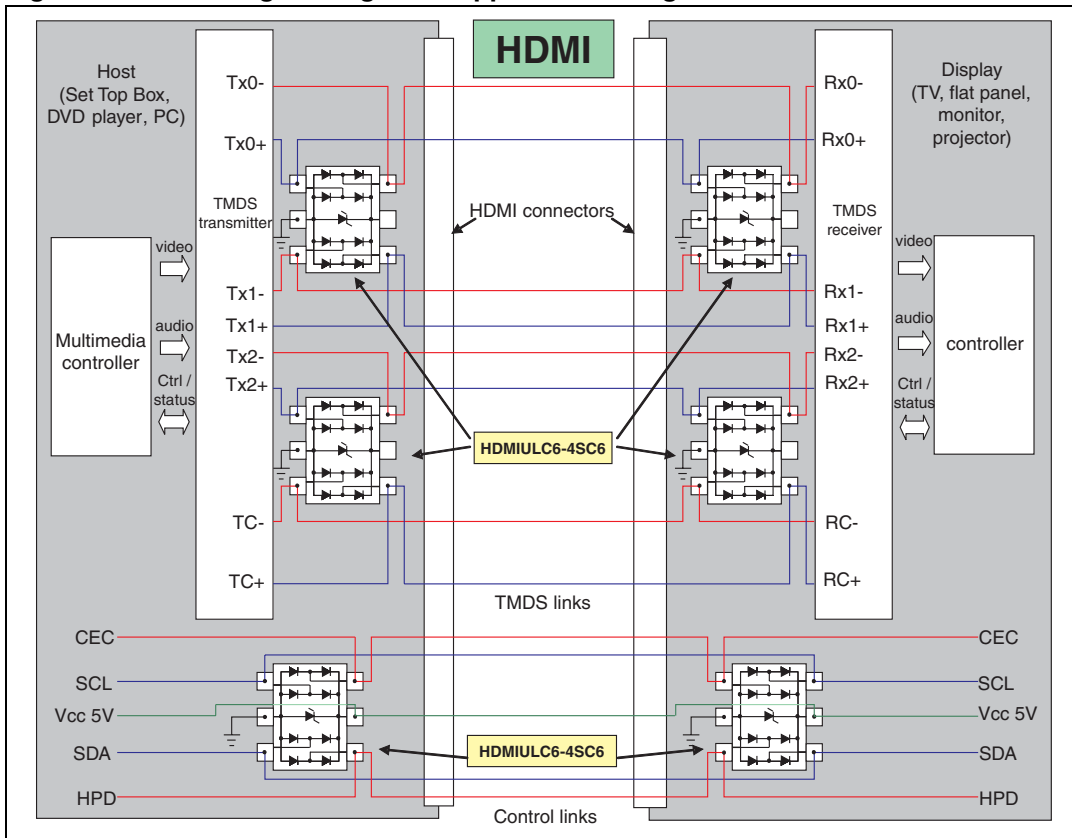 HDMI
Host
(Set Top Box,
DVD player, PC)
Display
(TV, flat panel,
monitor,
projector)
Tx0-
Tx0+
TMDS
transmitter
Tx1-
Tx1+
Tx2-
Tx2+
TC-
TC+
Rx0-
Rx0+
TMDS
receiver
Rx1-
Rx1+
Rx2-
Rx2+
RC-
RC+
HDMI connectors
video
audio
Ctrl /
status
Multimedia
controller
video
audio
Ctrl /
status
controller
HDMIULC6-4SC6
TMDS links
CEC
SCL
Vcc 5V
SDA
HPD
CEC
SCL
Vcc 5V
SDA
HPD
HDMIULC6-4SC6
Control links